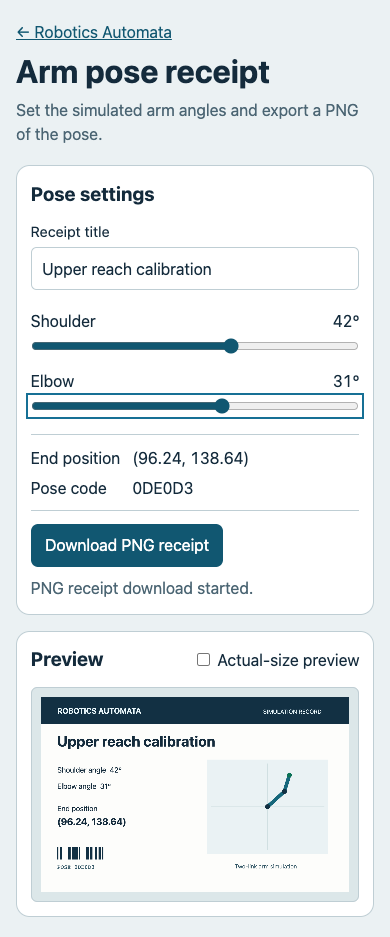 ← Robotics Automata
Arm pose receipt
Set the simulated arm angles and export a PNG
of the pose.
Pose settings
Receipt title
Upper reach calibration
Shoulder 42°
Elbow 31°
End position (96.24, 138.64)
Pose code 0DE0D3
Download PNG receipt
PNG receipt download started.
Preview Actual-size preview
ROBOTICS AUTOMATA SIMULATION RECORD
Upper reach calibration
Shoulder angle 42°
Elbow angle 31°
End position
(96.24, 138.64)
POSE 0DE0D3
Two-link arm simulation